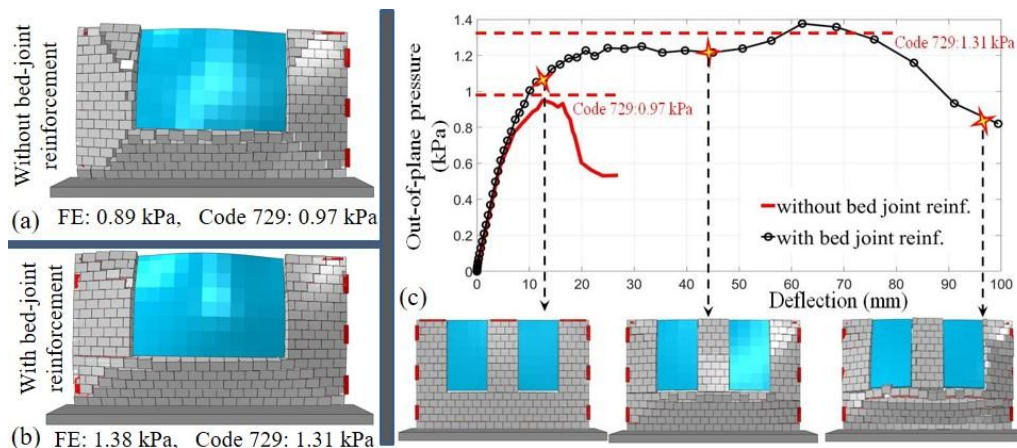 Without bed-joint
reinforcement
(a) FE: 0.89 kPa, Code 729: 0.97 kPa
With bed-joint
reinforcement
(b) FE: 1.38 kPa, Code 729: 1.31 kPa
(c)
Out-of-plane pressure
(kPa)
1.4
1.2
1
0.8
0.6
0.4
0.2
0
Code 729:1.31 kPa
Code 729:0.97 kPa
without bed joint reinf.
with bed joint reinf.
0 10 20 30 40 50 60 70 80 90 100
Deflection (mm)